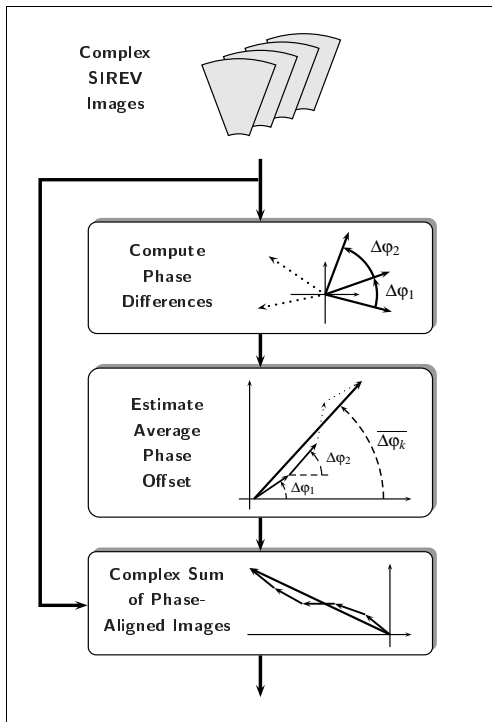 Complex
SIREV
Images
Compute
Phase
Differences
Δφ₂
Δφ₁
Estimate
Average
Phase
Offset
Δφₖ
Δφ₂
Δφ₁
Complex Sum
of Phase-
Aligned Images